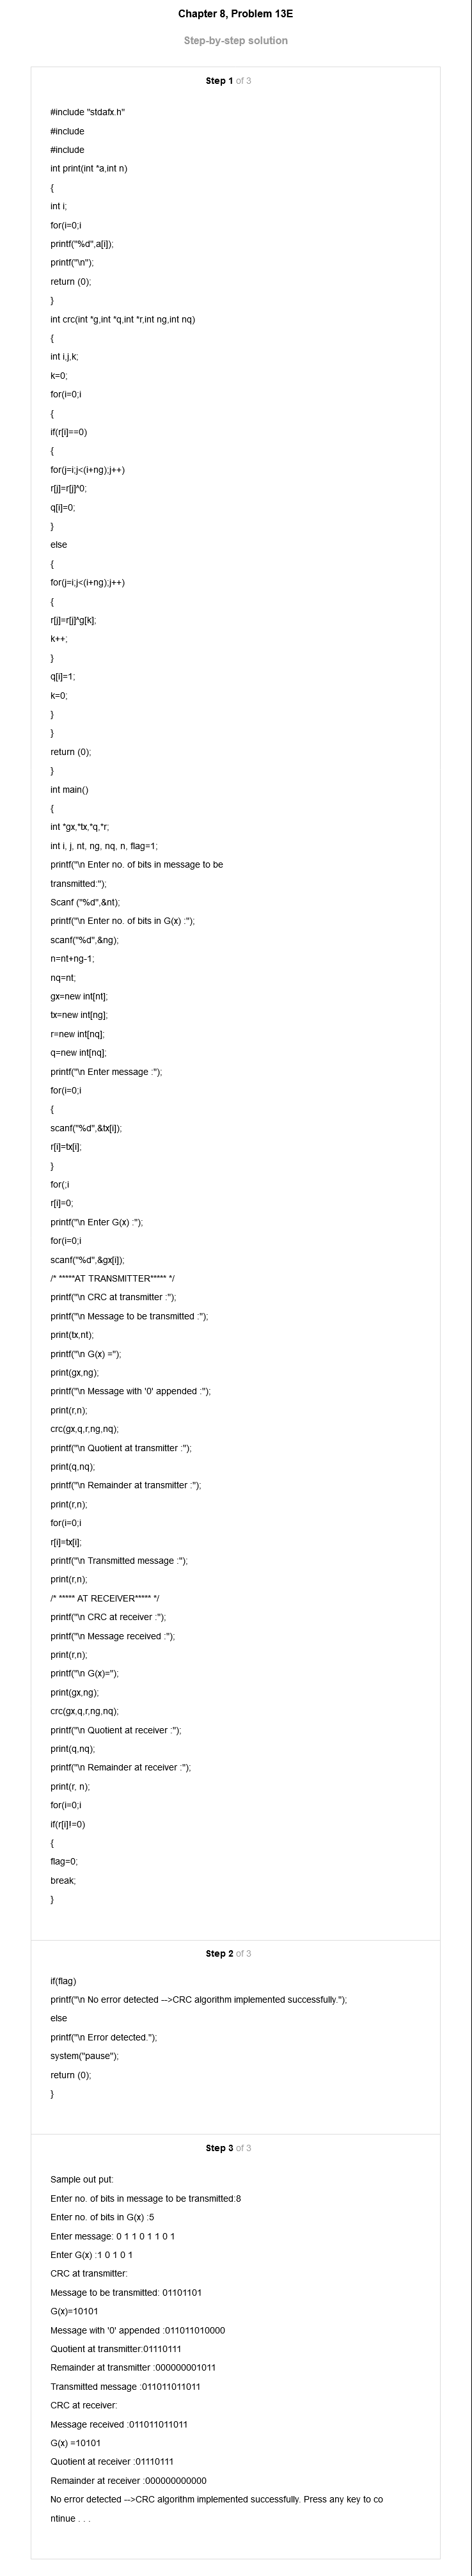 Chapter 8, Problem 13E
Step-by-step solution
Step 1 of 3
#include "stdafx.h"
#include
#include
int print(int *a,int n)
{
int i;
for(i=0;i
printf("%d",a[i]);
printf("\n");
return (0);
}
int crc(int *g,int *q,int *r,int ng,int nq)
{
int i,j,k;
k=0;
for(i=0;i
{
if(r[i]==0)
{
for(j=i;j<(i+ng);j++)
r[j]=r[j]^0;
q[i]=0;
}
else
{
for(j=i;j<(i+ng);j++)
{
r[j]=r[j]^g[k];
k++;
}
q[i]=1;
k=0;
}
}
return (0);
}
int main()
{
int *gx,*tx,*q,*r;
int i, j, nt, ng, nq, n, flag=1;
printf("\n Enter no. of bits in message to be
transmitted:");
Scanf ("%d",&nt);
printf("\n Enter no. of bits in G(x) :");
scanf("%d",&ng);
n=nt+ng-1;
nq=nt;
gx=new int[nt];
tx=new int[ng];
r=new int[nq];
q=new int[nq];
printf("\n Enter message :");
for(i=0;i
{
scanf("%d",&tx[i]);
r[i]=tx[i];
}
for(;i
r[i]=0;
printf("\n Enter G(x) :");
for(i=0;i
scanf("%d",&gx[i]);
/* *****AT TRANSMITTER***** */
printf("\n CRC at transmitter :");
printf("\n Message to be transmitted :");
print(tx,nt);
printf("\n G(x) =");
print(gx,ng);
printf("\n Message with '0' appended :");
print(r,n);
crc(gx,q,r,ng,nq);
printf("\n Quotient at transmitter :");
print(q,nq);
printf("\n Remainder at transmitter :");
print(r,n);
for(i=0;i
r[i]=tx[i];
printf("\n Transmitted message :");
print(r,n);
/* ***** AT RECEIVER***** */
printf("\n CRC at receiver :");
printf("\n Message received :");
print(r,n);
printf("\n G(x)=");
print(gx,ng);
crc(gx,q,r,ng,nq);
printf("\n Quotient at receiver :");
print(q,nq);
printf("\n Remainder at receiver :");
print(r, n);
for(i=0;i
if(r[i]!=0)
{
flag=0;
break;
}
Step 2 of 3
if(flag)
printf("\n No error detected -->CRC algorithm implemented successfully.");
else
printf("\n Error detected.");
system("pause");
return (0);
}
Step 3 of 3
Sample out put:
Enter no. of bits in message to be transmitted:8
Enter no. of bits in G(x) :5
Enter message: 0 1 1 0 1 1 0 1
Enter G(x) :1 0 1 0 1
CRC at transmitter:
Message to be transmitted: 01101101
G(x)=10101
Message with '0' appended :011011010000
Quotient at transmitter:01110111
Remainder at transmitter :000000001011
Transmitted message :011011011011
CRC at receiver:
Message received :011011011011
G(x) =10101
Quotient at receiver :01110111
Remainder at receiver :000000000000
No error detected -->CRC algorithm implemented successfully. Press any key to co
ntinue . . .